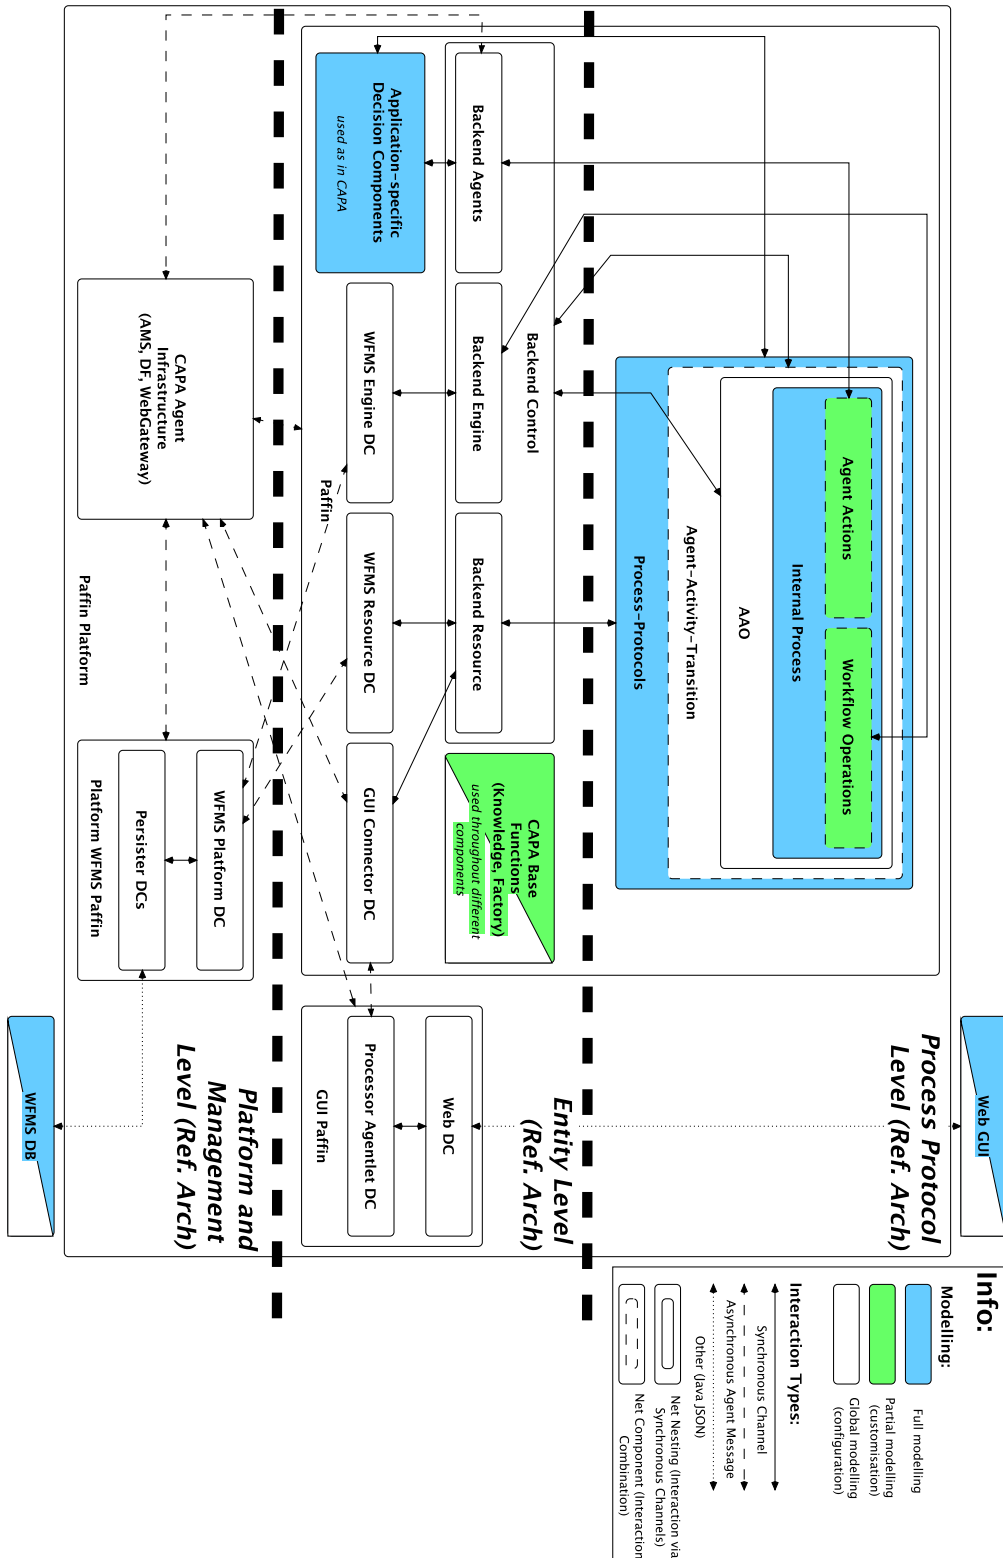 Process Protocol
Level (Ref. Arch)
Entity Level
(Ref. Arch)
Platform and
Management
Level (Ref. Arch)
Web GUI
WFMS DB
Agent Actions
Workflow Operations
Internal Process
AAO
Agent-Activity-Transition
Process-Protocols
Backend Control
Backend Agents
Backend Engine
Backend Resource
Application-specific
Decision Components
used as in CAPA
WFMS Engine DC
WFMS Resource DC
GUI Connector DC
Paffin
CAPA Base
Functions
(Knowledge, Factory)
used throughout different
components
Web DC
Processor Agentlet DC
GUI Paffin
CAPA Agent
Infrastructure
(AMS, DF, WebGateway)
WFMS Platform DC
Persister DCs
Platform WFMS Paffin
Paffin Platform
Info:
Modelling:
Full modelling
Partial modelling
(customisation)
Global modelling
(configuration)
Interaction Types:
Synchronous Channel
Asynchronous Agent Message
Other (Java JSON)
Net Nesting (Interaction via
Synchronous Channels)
Net Component (Interaction
Combination)